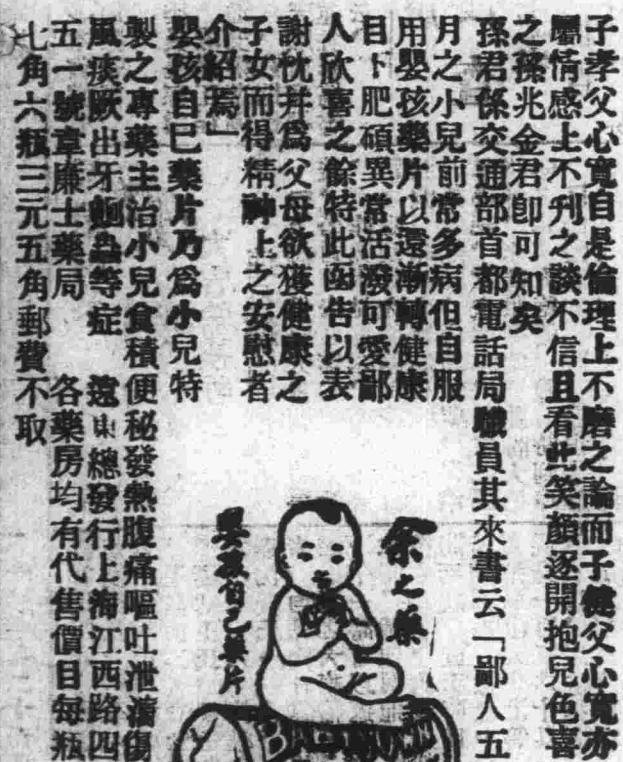 子孝父心寬自是倫理上不磨之論而子健父心寬亦
屬情感上不刊之談不信且看此笑顏逐開抱兒色喜
之孫兆金君卽可知矣
孫君係交通部首都電話局職員其來書云「鄙人五
月之小兒前常多病但自服
用嬰孩藥片以還漸轉健康
目下肥碩異常活潑可愛鄙
人欣喜之餘特此函告以表
謝忱并爲父母欲獲健康之
子女而得精神上之安慰者
介紹焉」
嬰孩自己藥片乃爲小兒特
製之專藥主治小兒食積便秘發熱腹痛嘔吐泄瀉傷
風痰厥出牙齣蟲等症 遠東總發行上海江西路四
五一號韋廉士藥局 各藥房均有代售價目每瓶
七角六瓶三元五角郵費不取
余之藥
嬰孩自己藥片
BABY'S OWN